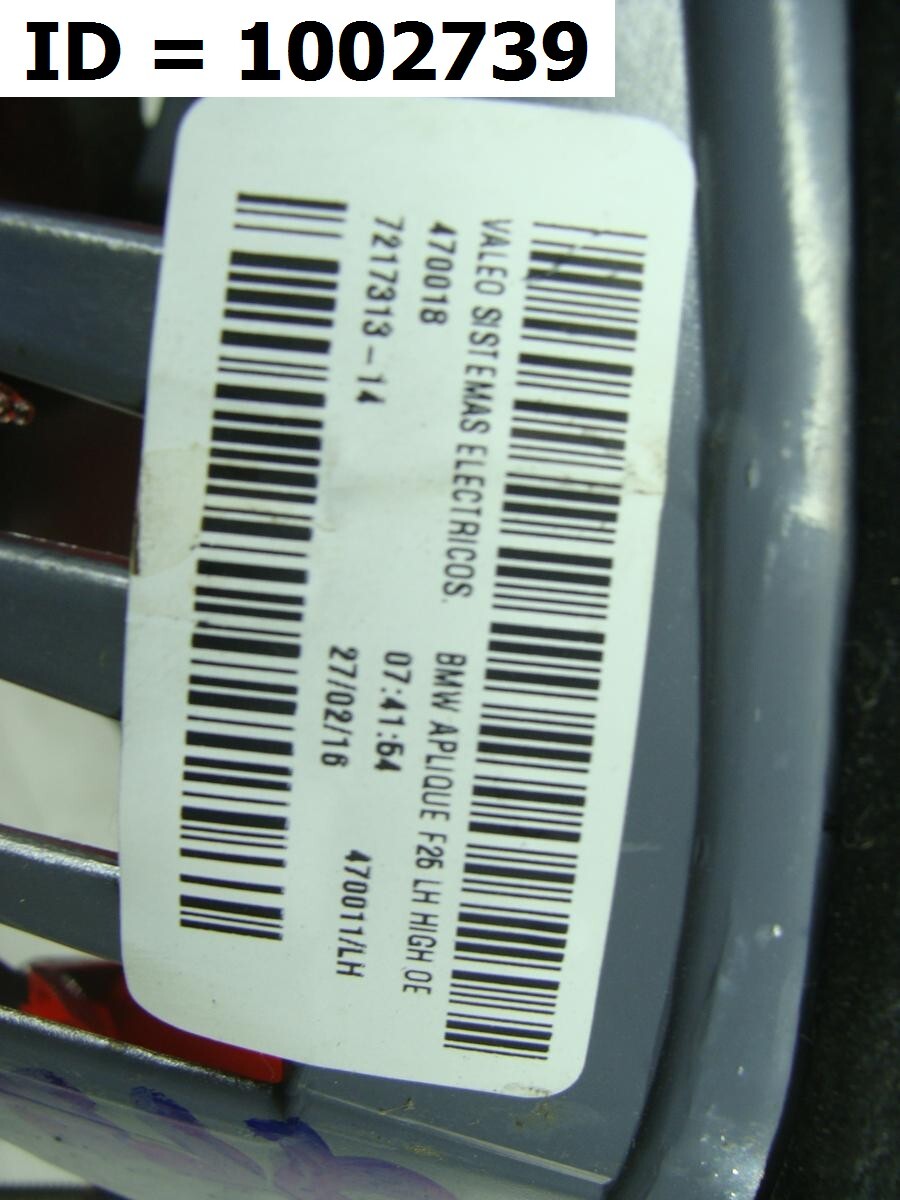 ID = 1002739
VALEO SISTEMAS ELECTRICOS.
BMW APLIQUE F26 LH HIGH OE
470018
07:41:54
7217313-14
27/02/16
470011/LH